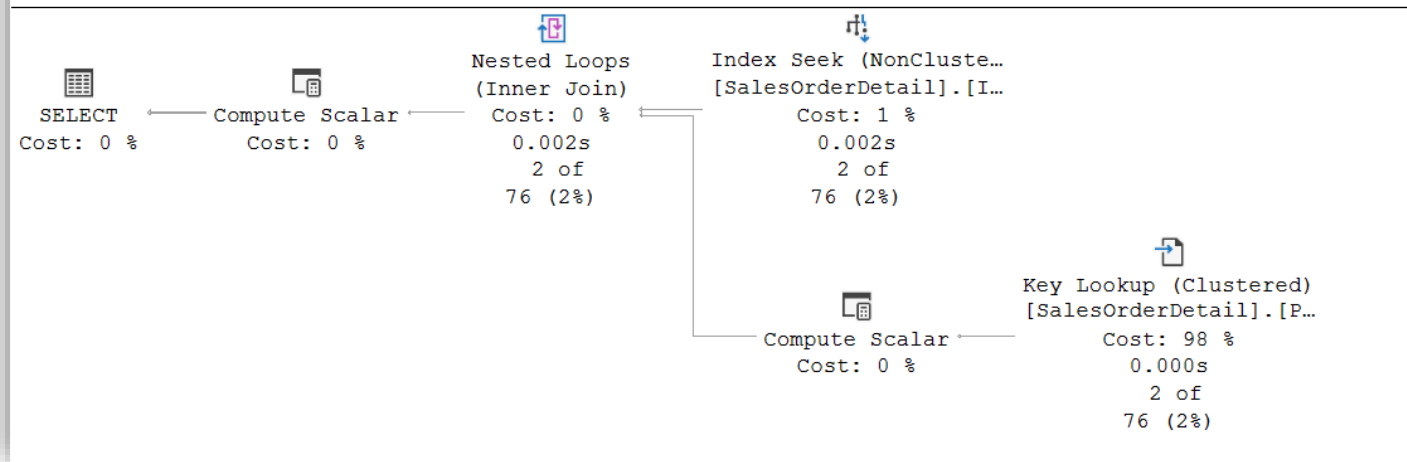 SELECT
Cost: 0 %
Compute Scalar
Cost: 0 %
Nested Loops
(Inner Join)
Cost: 0 %
0.002s
2 of
76 (2%)
Index Seek (NonCluste…
[SalesOrderDetail].[I…
Cost: 1 %
0.002s
2 of
76 (2%)
Compute Scalar
Cost: 0 %
Key Lookup (Clustered)
[SalesOrderDetail].[P…
Cost: 98 %
0.000s
2 of
76 (2%)